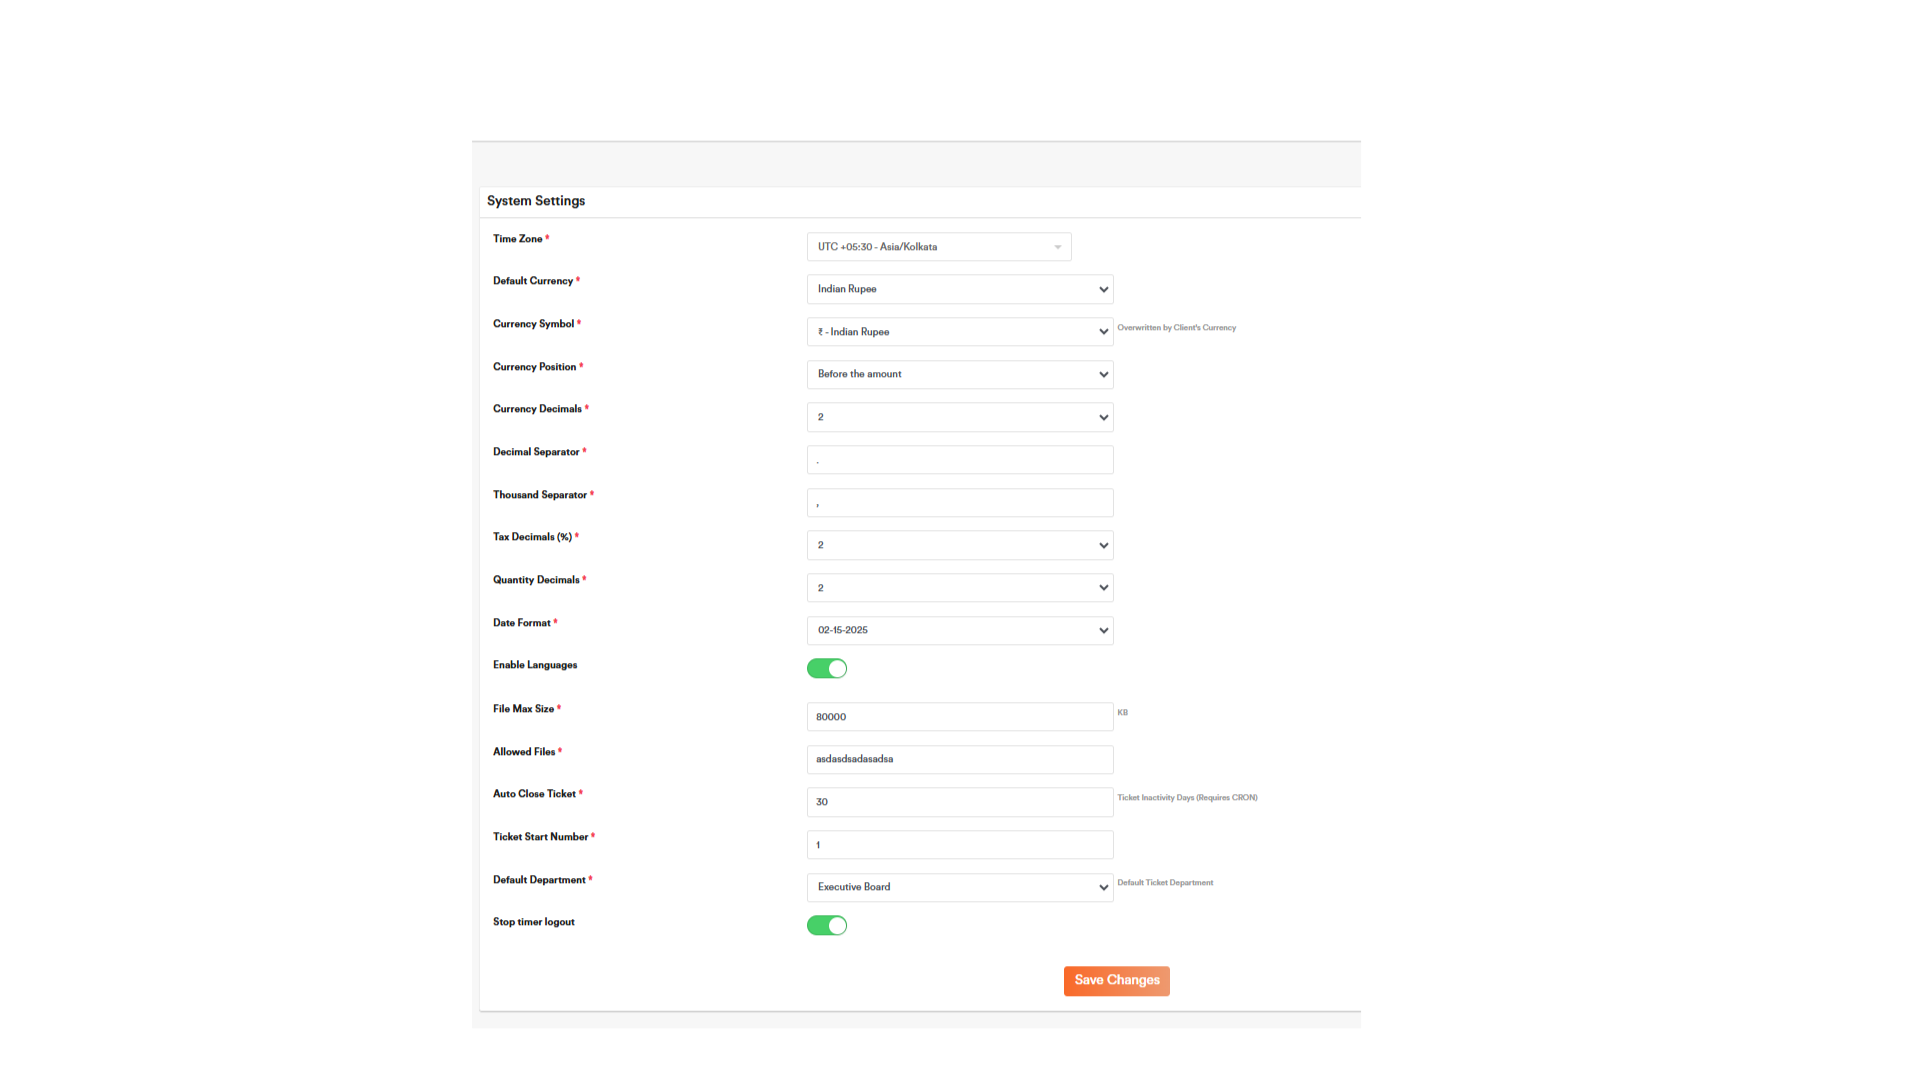 System Settings
Time Zone *
UTC +05:30 - Asia/Kolkata
Default Currency *
Indian Rupee
Currency Symbol *
₹ - Indian Rupee
Overwritten by Client's Currency
Currency Position *
Before the amount
Currency Decimals *
2
Decimal Separator *
.
Thousand Separator *
,
Tax Decimals (%) *
2
Quantity Decimals *
2
Date Format *
02-15-2025
Enable Languages
File Max Size *
80000
KB
Allowed Files *
asdasdsadasadsa
Auto Close Ticket *
30
Ticket Inactivity Days (Requires CRON)
Ticket Start Number *
1
Default Department *
Executive Board
Default Ticket Department
Stop timer logout
Save Changes